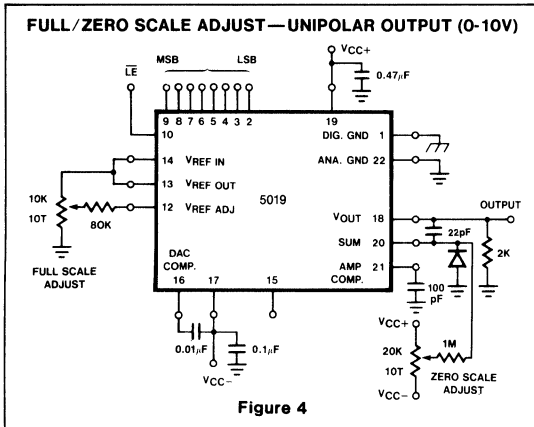 FULL/ZERO SCALE ADJUST—UNIPOLAR OUTPUT (0-10V)
VCC+
MSB LSB
LE
0.47µF
9 8 7 6 5 4 3 2
19
10
DIG. GND 1
14 VREF IN
ANA. GND 22
13 VREF OUT
5019
10K
10T
12 VREF ADJ
80K
VOUT 18
OUTPUT
22pF
SUM 20
2K
FULL SCALE
ADJUST
DAC
COMP.
AMP
COMP.
21
16 17 15
100
pF
0.01µF
0.1µF
VCC+
1M
20K
10T
VCC-
VCC-
ZERO SCALE
ADJUST
Figure 4